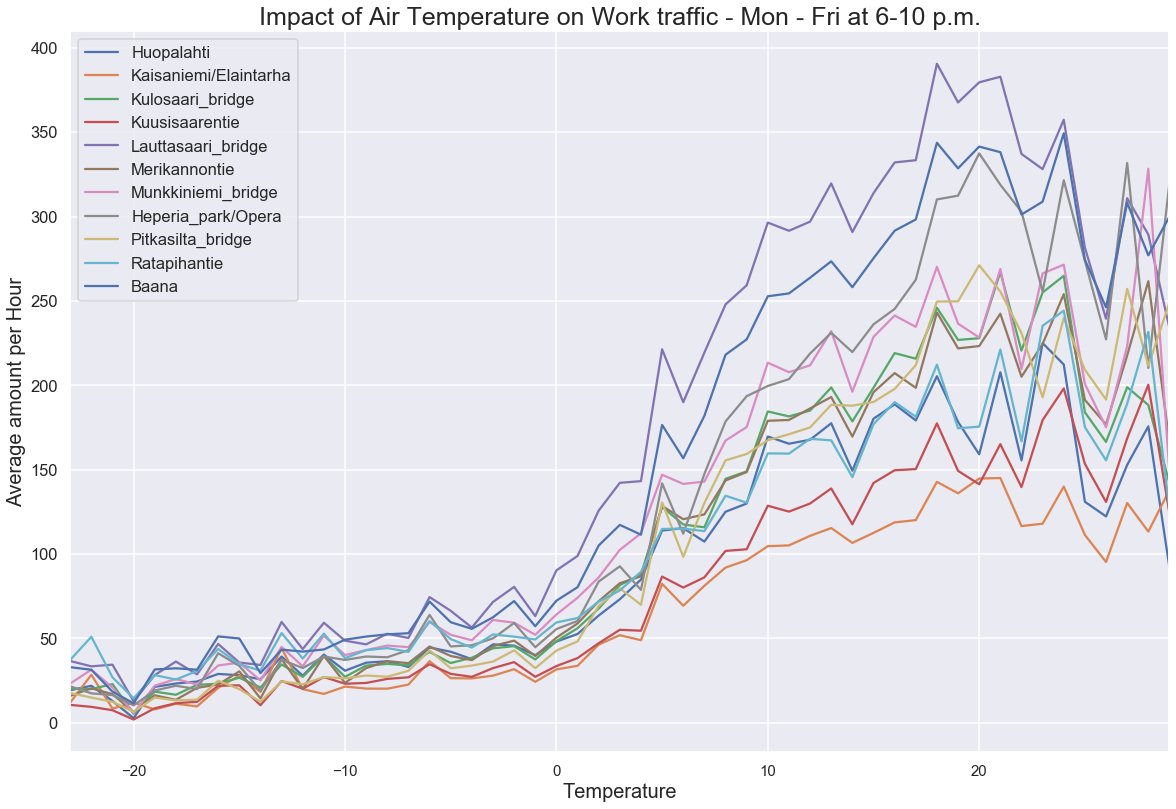 Impact of Air Temperature on Work traffic - Mon - Fri at 6-10 p.m.
Huopalahti
Kaisaniemi/Elaintarha
Kulosaari_bridge
Kuusisaarentie
Lauttasaari_bridge
Merikannontie
Munkkiniemi_bridge
Heperia_park/Opera
Pitkasilta_bridge
Ratapihantie
Baana
Average amount per Hour
400
350
300
250
200
150
100
50
0
−20
−10
0
10
20
Temperature